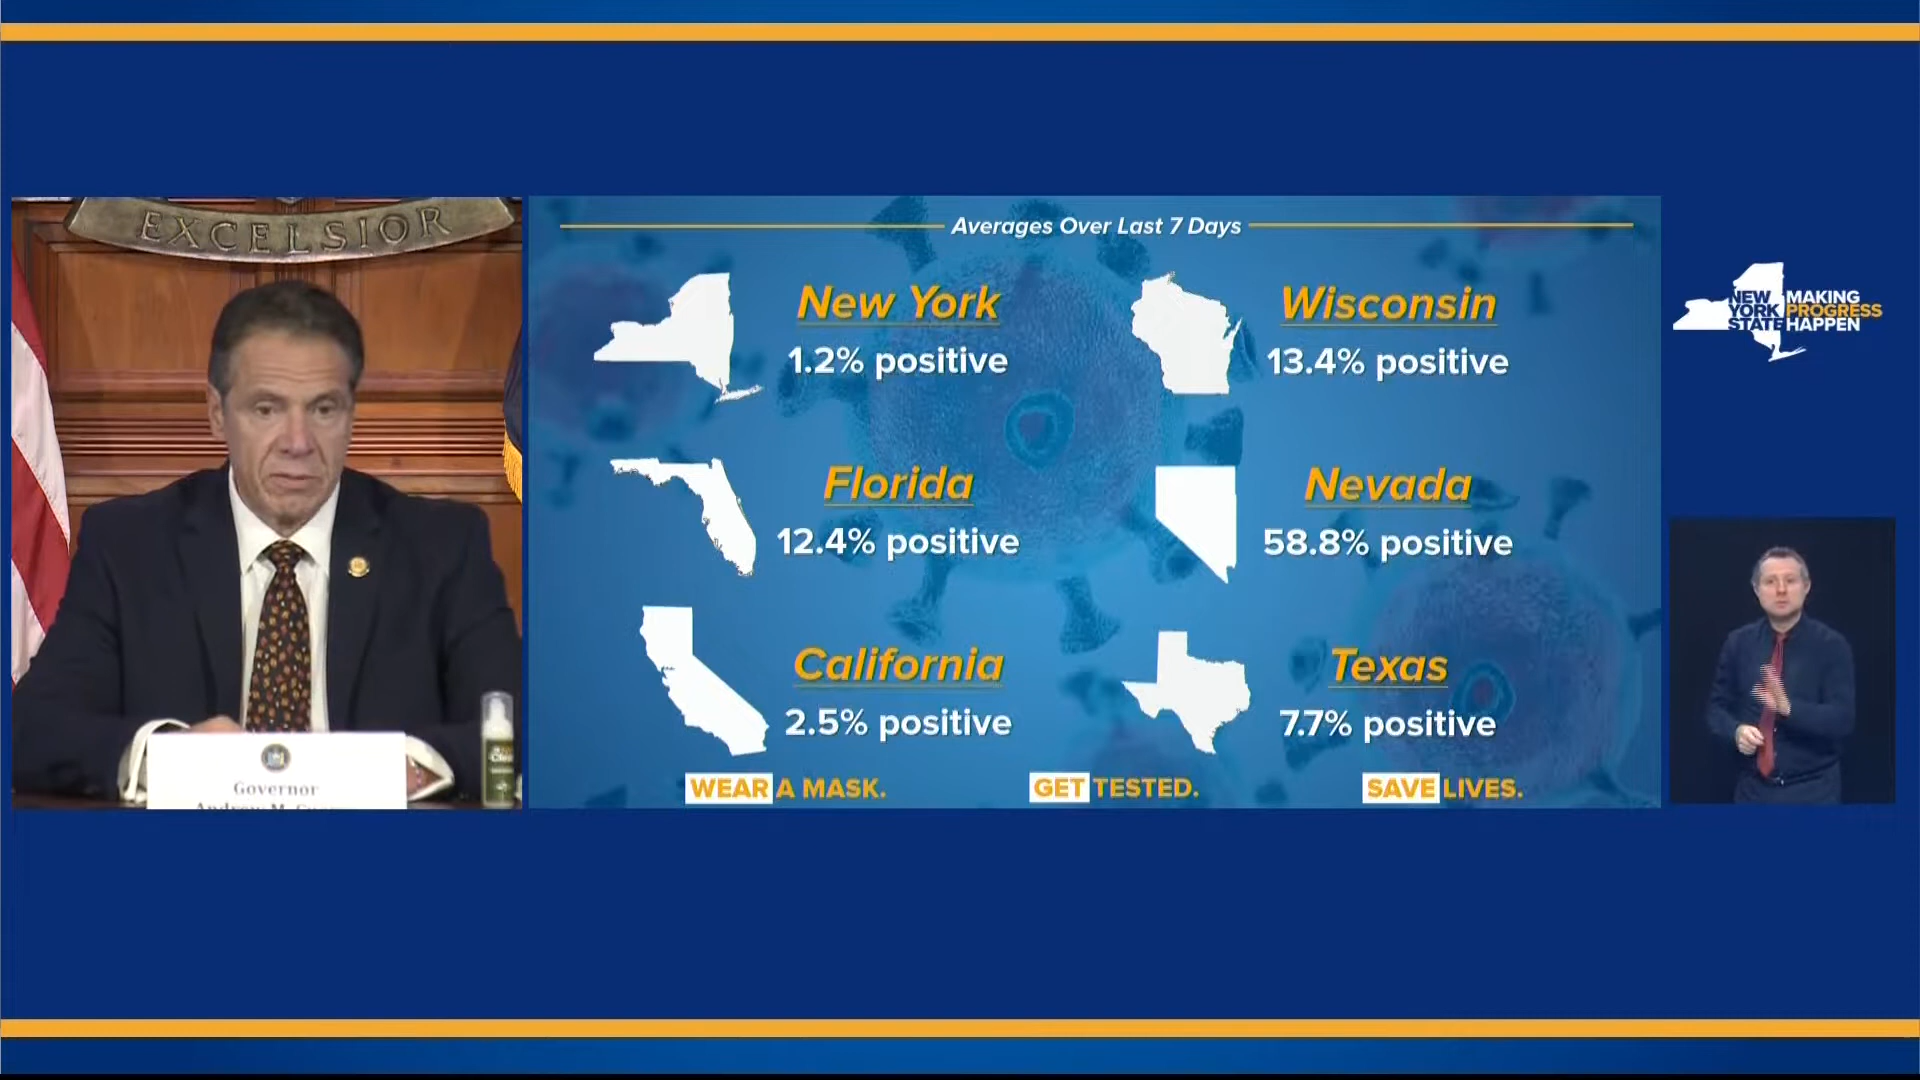 EXCELSIOR
Governor
Averages Over Last 7 Days
New York
1.2% positive
Wisconsin
13.4% positive
Florida
12.4% positive
Nevada
58.8% positive
California
2.5% positive
Texas
7.7% positive
WEAR A MASK.
GET TESTED.
SAVE LIVES.
NEW YORK STATE
MAKING
PROGRESS
HAPPEN